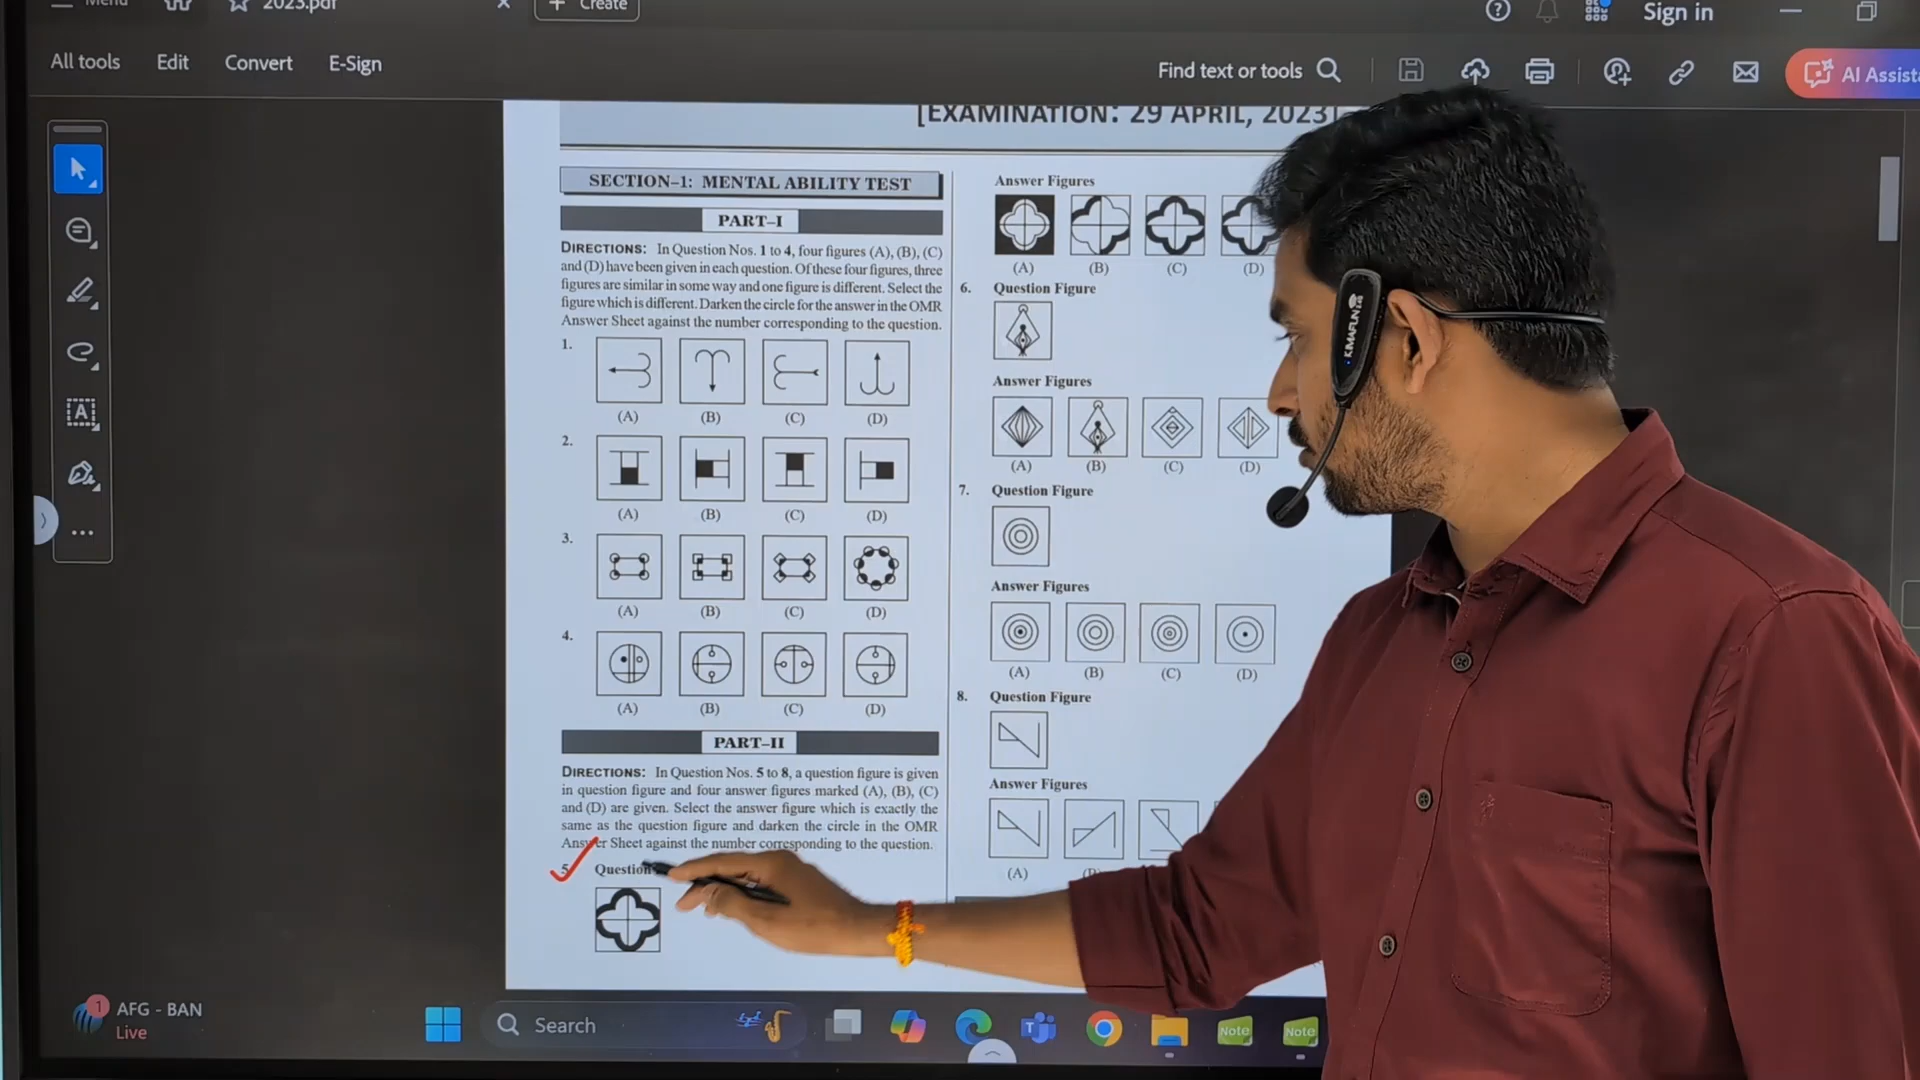 Menu
2023.pdf
Create
Sign in
All tools
Edit
Convert
E-Sign
Find text or tools
AI Assista
[EXAMINATION: 29 APRIL, 2023]
SECTION–1: MENTAL ABILITY TEST
PART–I
DIRECTIONS: In Question Nos. 1 to 4, four figures (A), (B), (C)
and (D) have been given in each question. Of these four figures, three
figures are similar in some way and one figure is different. Select the
figure which is different. Darken the circle for the answer in the OMR
Answer Sheet against the number corresponding to the question.
1.
(A) (B) (C) (D)
2.
(A) (B) (C) (D)
3.
(A) (B) (C) (D)
4.
(A) (B) (C) (D)
PART–II
DIRECTIONS: In Question Nos. 5 to 8, a question figure is given
in question figure and four answer figures marked (A), (B), (C)
and (D) are given. Select the answer figure which is exactly the
same as the question figure and darken the circle in the OMR
Answer Sheet against the number corresponding to the question.
5 Question
Answer Figures
(A) (B) (C) (D)
6. Question Figure
Answer Figures
(A) (B) (C) (D)
7. Question Figure
Answer Figures
(A) (B) (C) (D)
8. Question Figure
Answer Figures
(A)
KIMAFUN
A
1
AFG - BAN
Live
Search
Note
Note